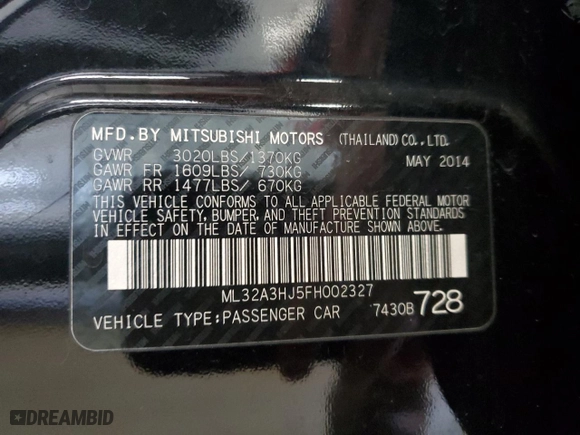 MFD.BY MITSUBISHI MOTORS (THAILAND) CO.,LTD.
GVWR 3020LBS/1370KG MAY 2014
GAWR FR 1609LBS/ 730KG
GAWR RR 1477LBS/ 670KG
THIS VEHICLE CONFORMS TO ALL APPLICABLE FEDERAL MOTOR
VEHICLE SAFETY, BUMPER, AND THEFT PREVENTION STANDARDS
IN EFFECT ON THE DATE OF MANUFACTURE SHOWN ABOVE.
ML32A3HJ5FH002327
VEHICLE TYPE:PASSENGER CAR 7430B 728
DREAMBID